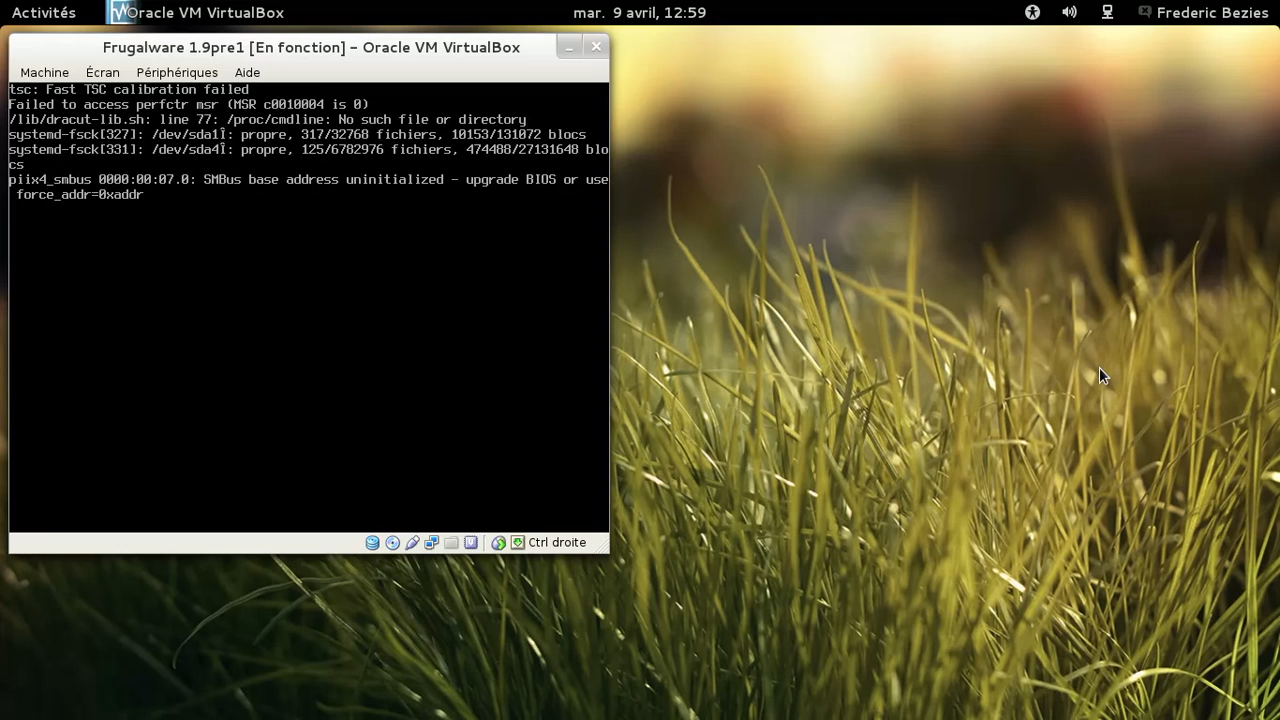 Activités
Oracle VM VirtualBox
mar. 9 avril, 12:59
Frederic Bezies
Frugalware 1.9pre1 [En fonction] – Oracle VM VirtualBox
Machine Écran Périphériques Aide
tsc: Fast TSC calibration failed
Failed to access perfctr msr (MSR c0010004 is 0)
/lib/dracut-lib.sh: line 77: /proc/cmdline: No such file or directory
systemd-fsck[327]: /dev/sda1Î: propre, 317/32768 fichiers, 10153/131072 blocs
systemd-fsck[331]: /dev/sda4Î: propre, 125/6782976 fichiers, 474488/27131648 blo
cs
piix4_smbus 0000:00:07.0: SMBus base address uninitialized - upgrade BIOS or use
force_addr=0xaddr
Ctrl droite